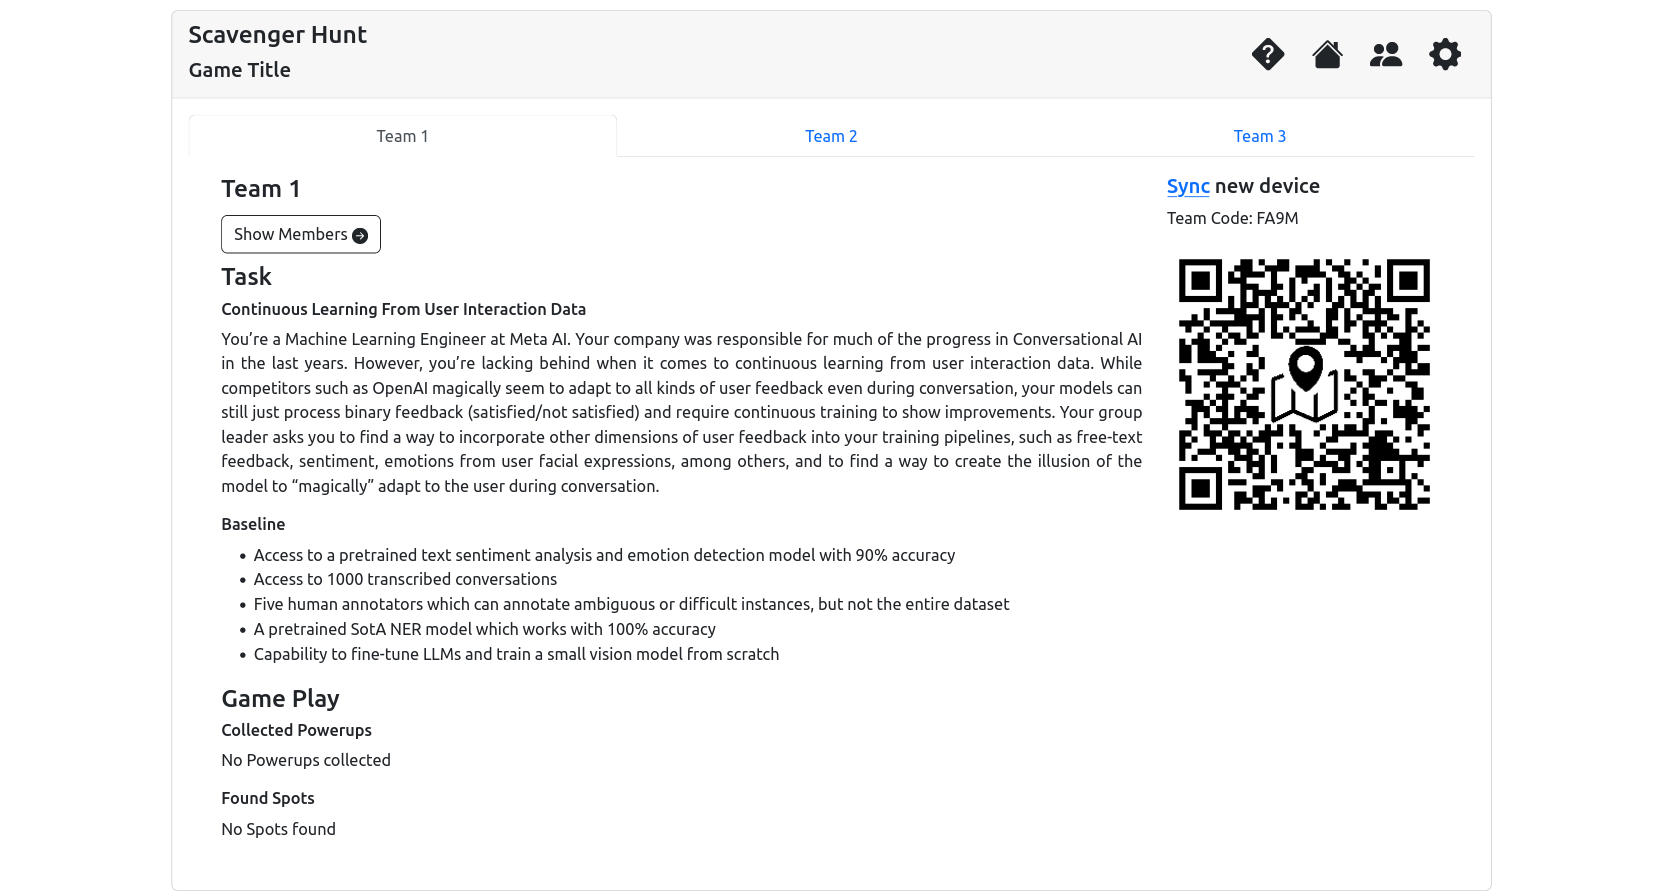 Scavenger Hunt
Game Title
Team 1
Team 2
Team 3
Team 1
Show Members
Task
Continuous Learning From User Interaction Data
You’re a Machine Learning Engineer at Meta AI. Your company was responsible for much of the progress in Conversational AI
in the last years. However, you’re lacking behind when it comes to continuous learning from user interaction data. While
competitors such as OpenAI magically seem to adapt to all kinds of user feedback even during conversation, your models can
still just process binary feedback (satisfied/not satisfied) and require continuous training to show improvements. Your group
leader asks you to find a way to incorporate other dimensions of user feedback into your training pipelines, such as free-text
feedback, sentiment, emotions from user facial expressions, among others, and to find a way to create the illusion of the
model to “magically” adapt to the user during conversation.
Baseline
• Access to a pretrained text sentiment analysis and emotion detection model with 90% accuracy
• Access to 1000 transcribed conversations
• Five human annotators which can annotate ambiguous or difficult instances, but not the entire dataset
• A pretrained SotA NER model which works with 100% accuracy
• Capability to fine-tune LLMs and train a small vision model from scratch
Game Play
Collected Powerups
No Powerups collected
Found Spots
No Spots found
Sync new device
Team Code: FA9M